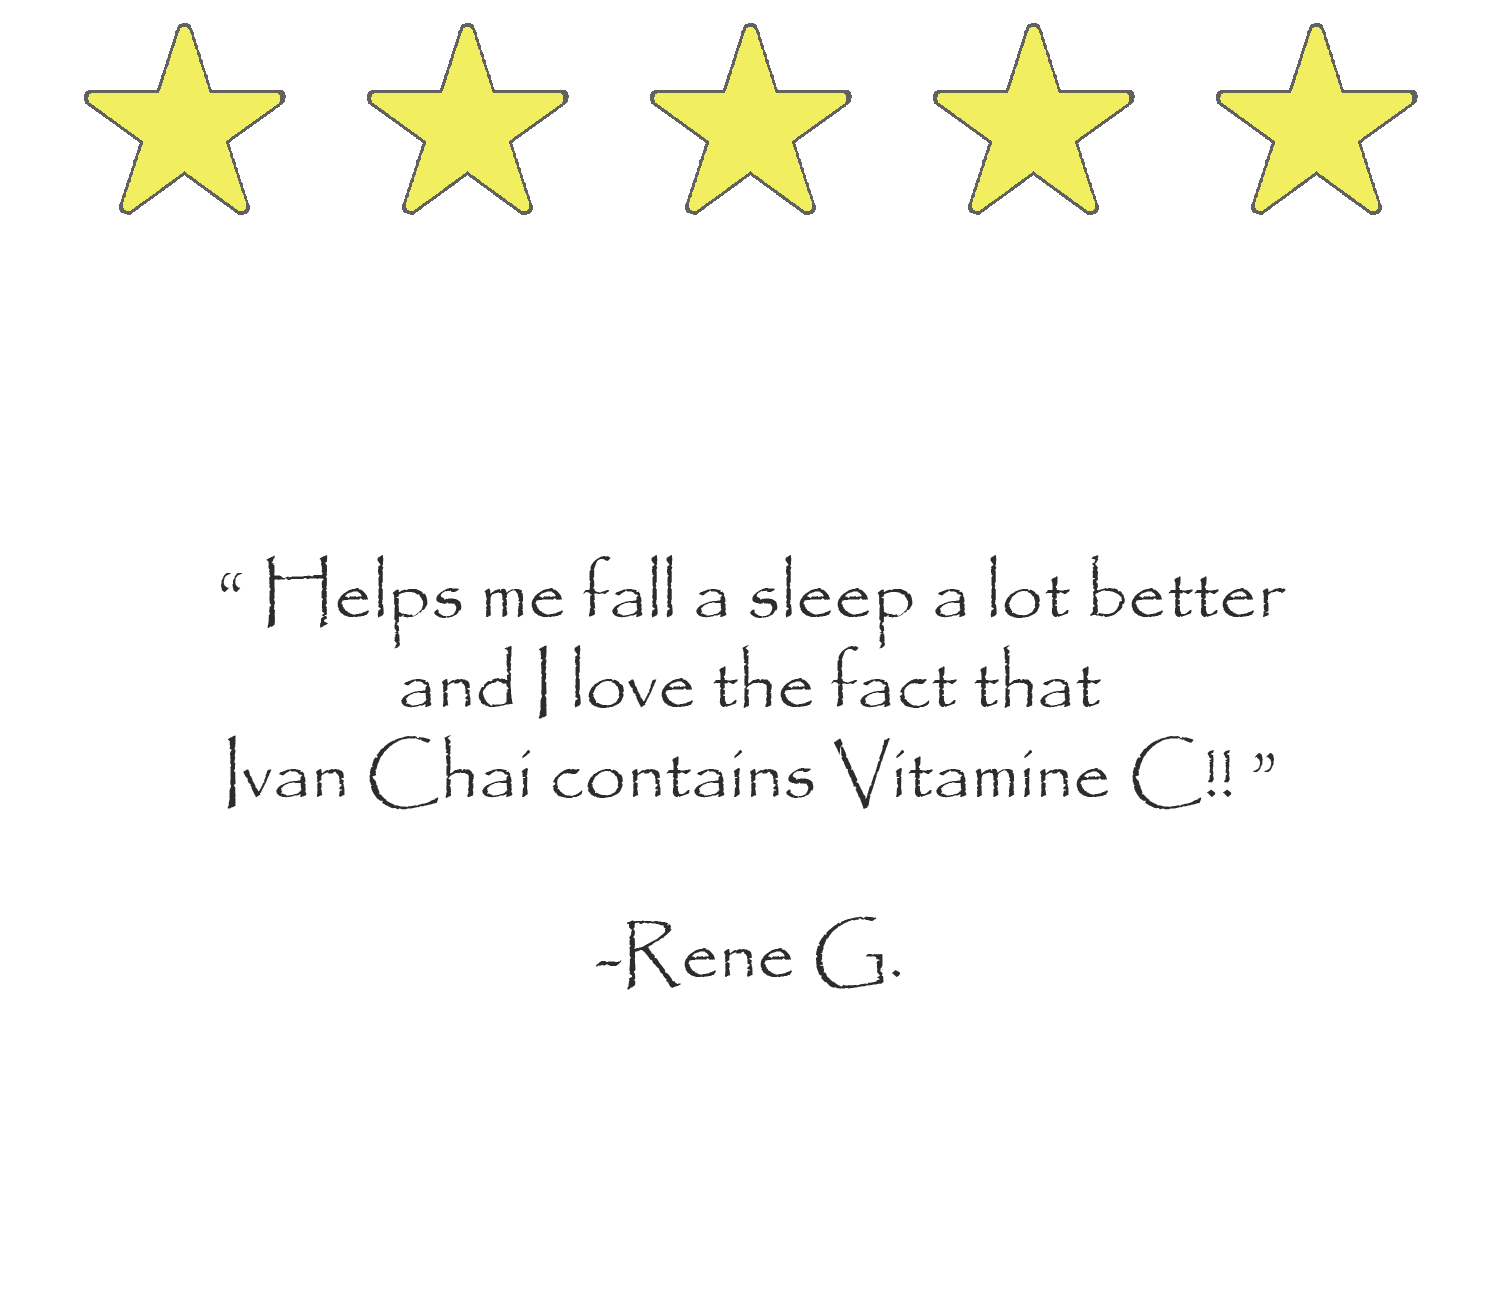 “ Helps me fall a sleep a lot better
and I love the fact that
Ivan Chai contains Vitamine C!! ”
-Rene G.